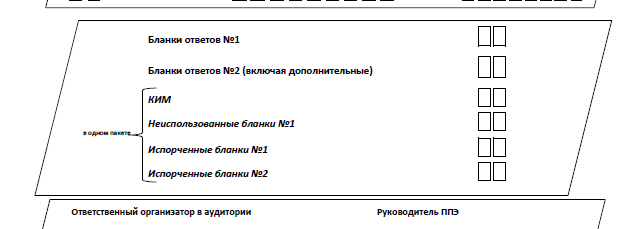 Бланки ответов №1
Бланки ответов №2 (включая дополнительные)
КИМ
Неиспользованные бланки №1
в одном пакете
Испорченные бланки №1
Испорченные бланки №2
Ответственный организатор в аудитории Руководитель ППЭ